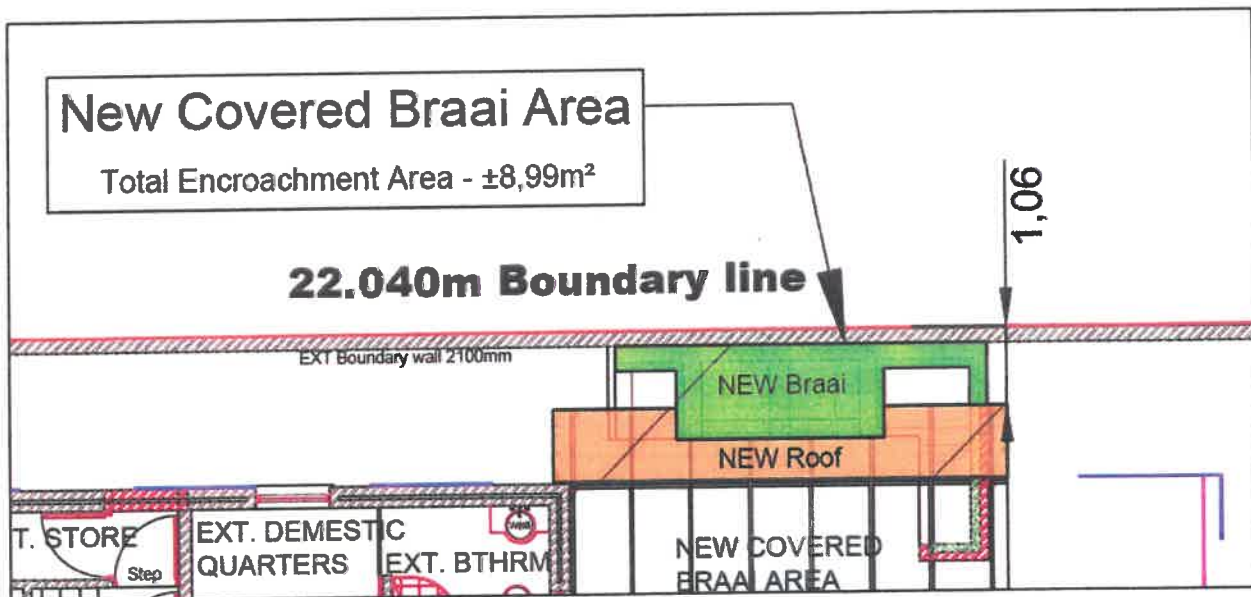 New Covered Braai Area
Total Encroachment Area - ±8,99m²
1,06
22.040m Boundary line
EXT Boundary wall 2100mm
NEW Braai
NEW Roof
T. STORE
Step
EXT. DEMESTIC
QUARTERS
EXT. BTHRM
NEW COVERED
BRAAI AREA